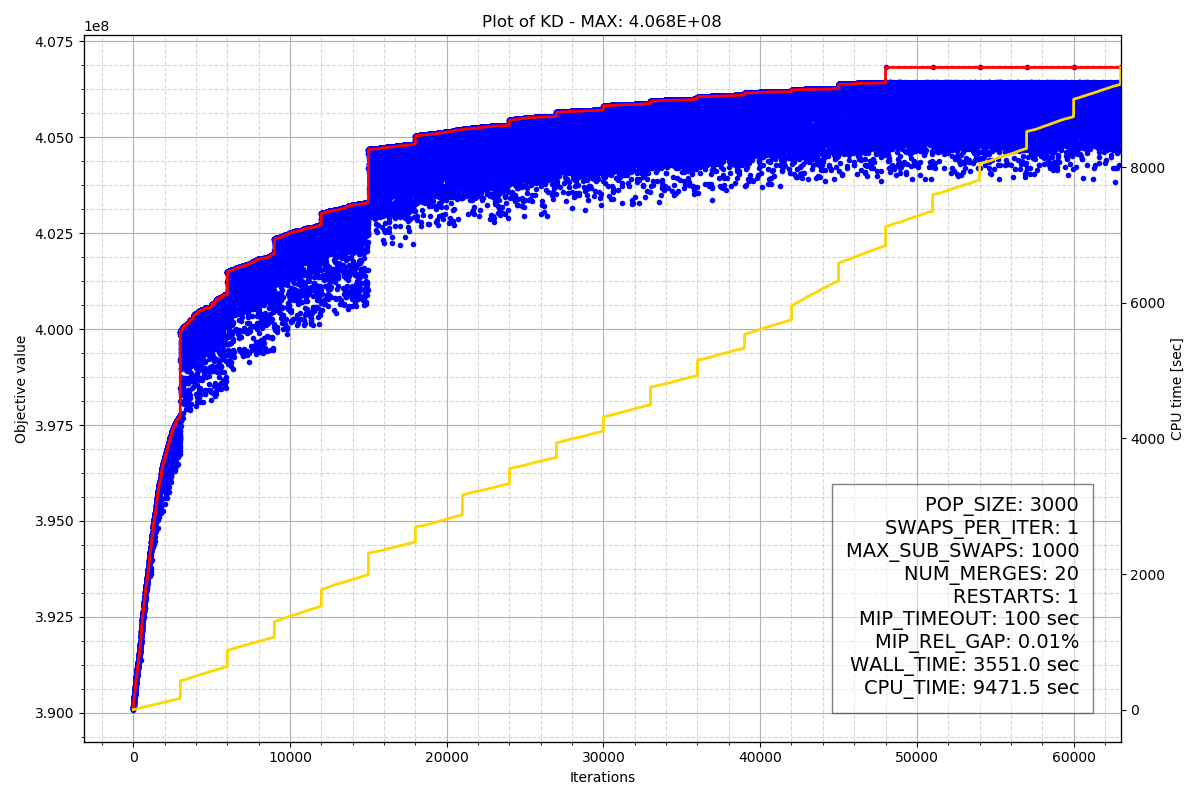 Plot of KD - MAX: 4.068E+08
1e8
4.075
4.050
4.025
4.000
3.975
3.950
3.925
3.900
Objective value
0
10000
20000
30000
40000
50000
60000
Iterations
8000
6000
4000
2000
0
CPU time [sec]
POP_SIZE: 3000
SWAPS_PER_ITER: 1
MAX_SUB_SWAPS: 1000
NUM_MERGES: 20
RESTARTS: 1
MIP_TIMEOUT: 100 sec
MIP_REL_GAP: 0.01%
WALL_TIME: 3551.0 sec
CPU_TIME: 9471.5 sec